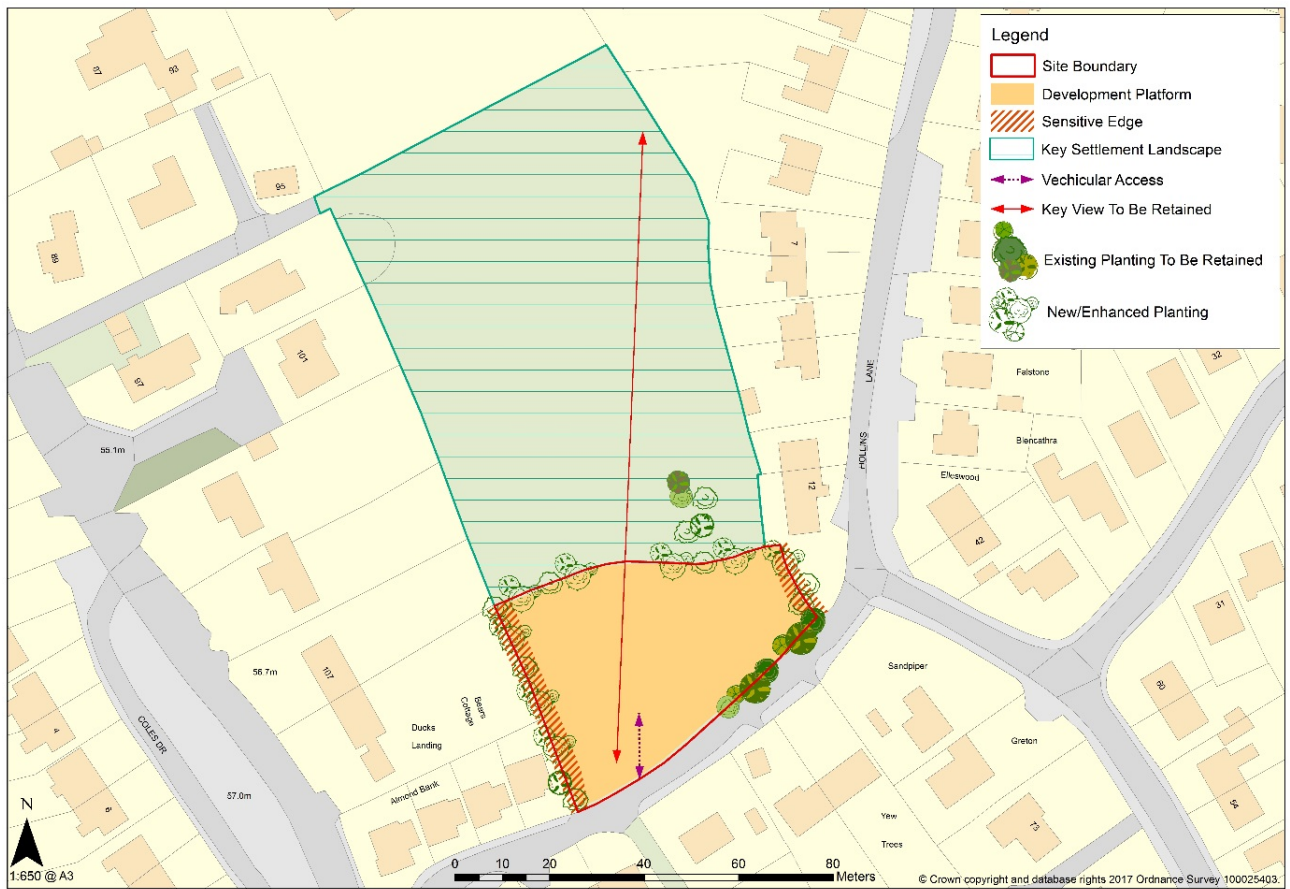 Legend
Site Boundary
Development Platform
Sensitive Edge
Key Settlement Landscape
Vechicular Access
Key View To Be Retained
Existing Planting To Be Retained
New/Enhanced Planting
87
93
95
89
97
101
55.1m
7
12
HOLLINS LANE
32
Falstone
Blencathra
Elleswood
42
31
60
54
Sandpiper
Greton
Yew
Trees
73
56.7m
107
Bears
Cottage
Ducks
Landing
Almond Bank
COLES DR
57.0m
4
6
N
1:650 @ A3
0 10 20 40 60 80
Meters
© Crown copyright and database rights 2017 Ordnance Survey 100025403.